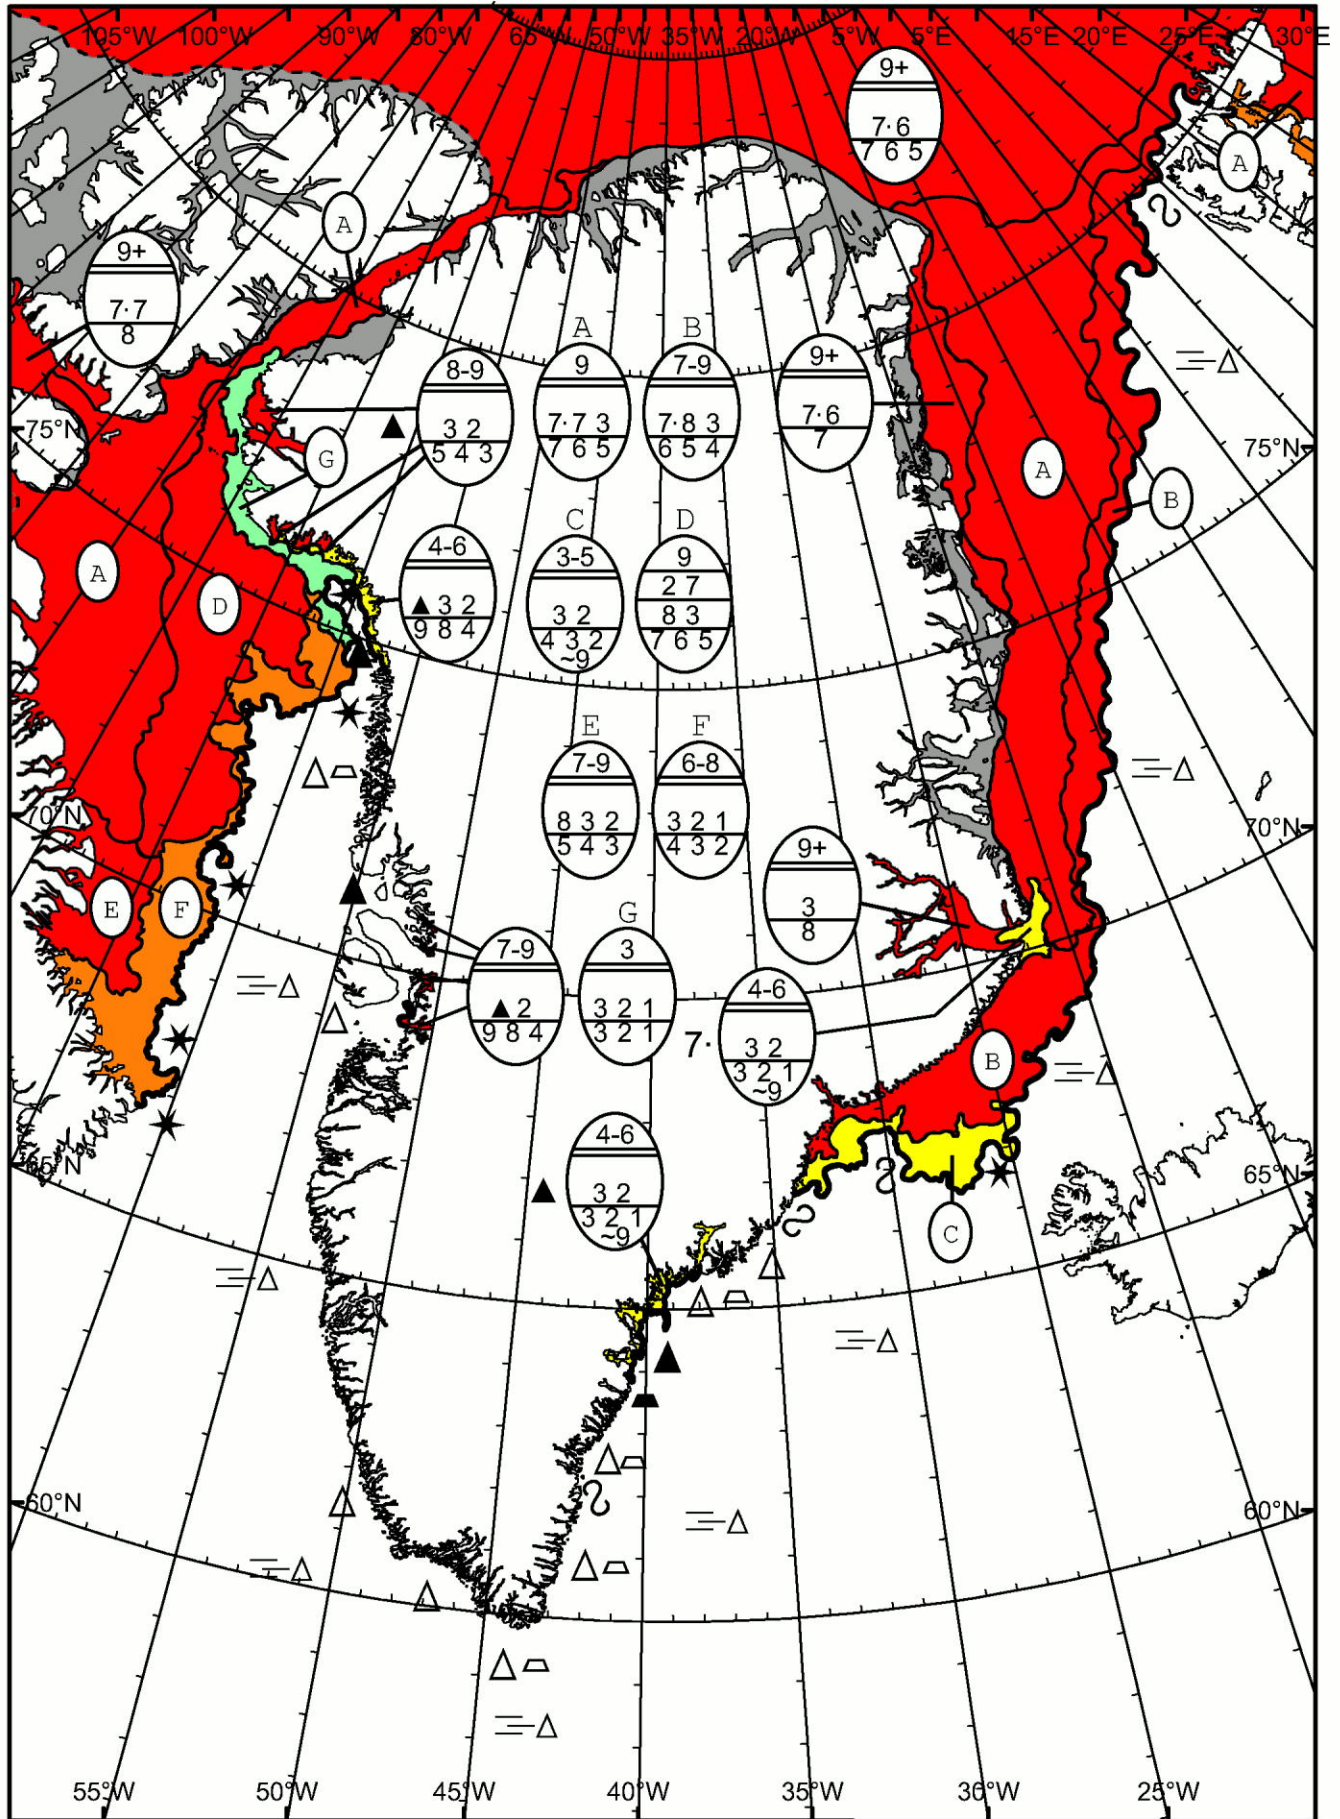 105°W 100°W 90°W 80°W 65°W 50°W 35°W 20°W 5°W 5°E 15°E 20°E 25°E 30°E
9+
7· 6
7 6 5
A
A
9+
7· 7
8
A B
8-9
3 2
5 4 3
9
7· 7 3
7 6 5
7-9
7· 8 3
6 5 4
9+
7· 6
7
75°N
75°N
G
A
B
C D
4-6
▲ 3 2
9 8 4
3-5
3 2
4 3 2
~9
9
2 7
8 3
7 6 5
A
D
E F
7-9
8 3 2
5 4 3
6-8
3 2 1
4 3 2
70°N
70°N
9+
3
8
E
F
G
7-9
▲ 2
9 8 4
3
3 2 1
3 2 1
4-6
7·
3 2
3 2 1
~9
B
4-6
3 2
3 2 1
~9
65°N
65°N
C
60°N
60°N
55°W 50°W 45°W 40°W 35°W 30°W 25°W